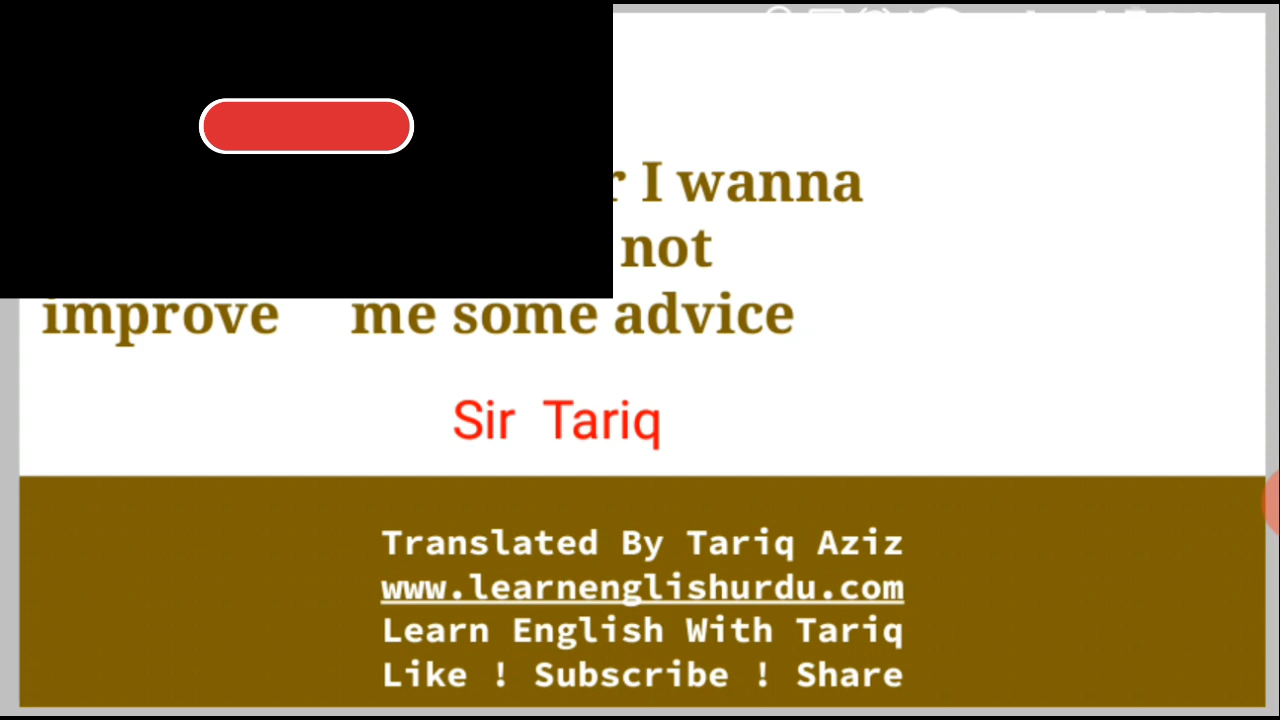 I wanna
not
improve me some advice
Sir Tariq
Translated By Tariq Aziz
www.learnenglishurdu.com
Learn English With Tariq
Like ! Subscribe ! Share